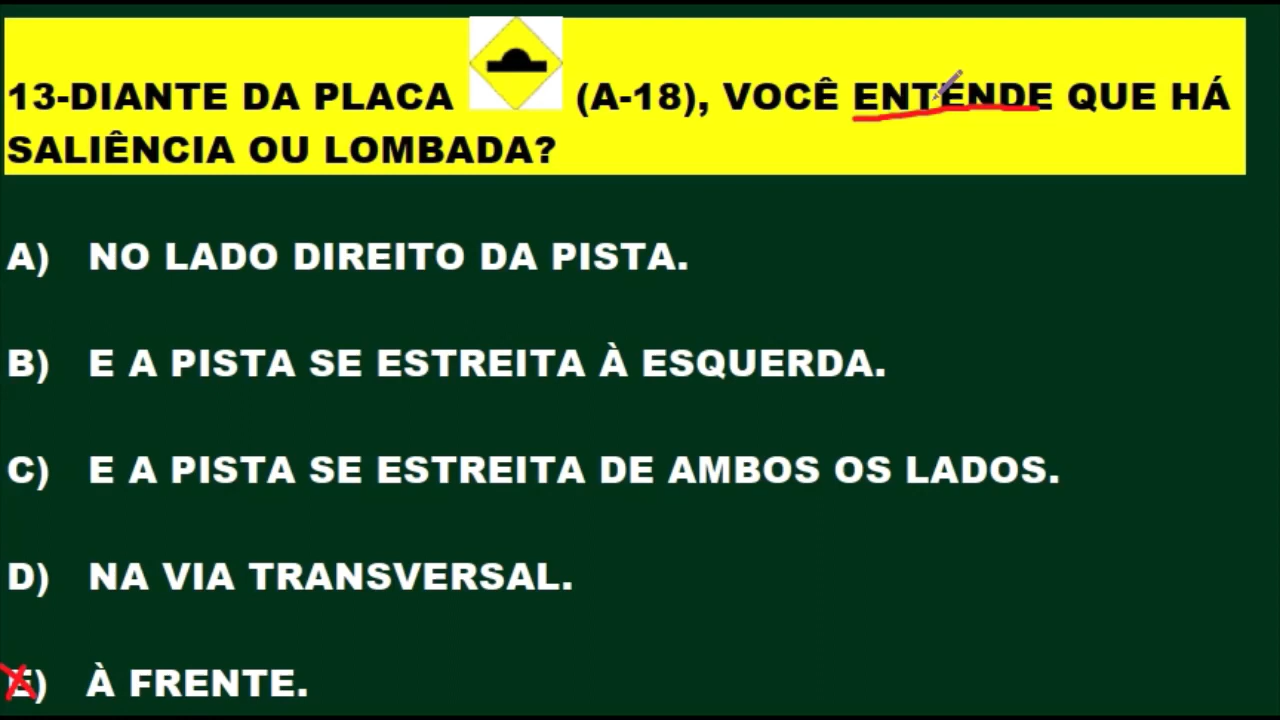 13-DIANTE DA PLACA (A-18), VOCÊ ENTENDE QUE HÁ
SALIÊNCIA OU LOMBADA?
A) NO LADO DIREITO DA PISTA.
B) E A PISTA SE ESTREITA À ESQUERDA.
C) E A PISTA SE ESTREITA DE AMBOS OS LADOS.
D) NA VIA TRANSVERSAL.
E) À FRENTE.